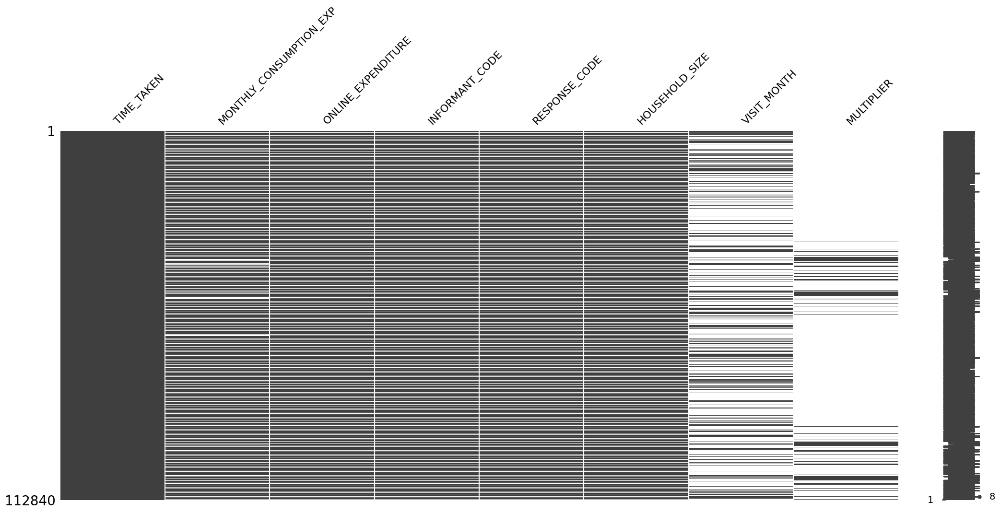 TIME_TAKEN
MONTHLY_CONSUMPTION_EXP
ONLINE_EXPENDITURE
INFORMANT_CODE
RESPONSE_CODE
HOUSEHOLD_SIZE
VISIT_MONTH
MULTIPLIER
1
112840
1
8